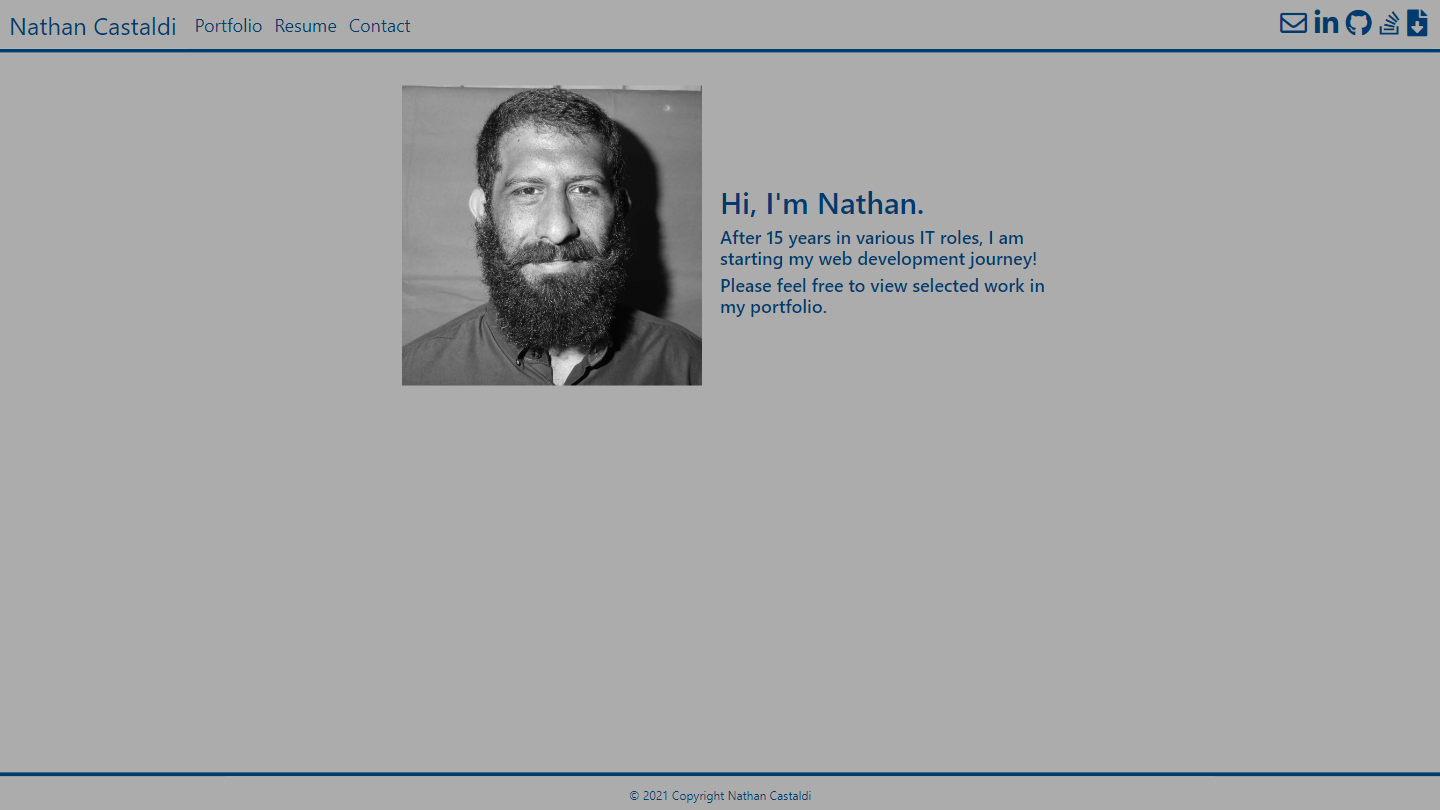 Nathan Castaldi
Portfolio
Resume
Contact
Hi, I'm Nathan.
After 15 years in various IT roles, I am
starting my web development journey!
Please feel free to view selected work in
my portfolio.
© 2021 Copyright Nathan Castaldi